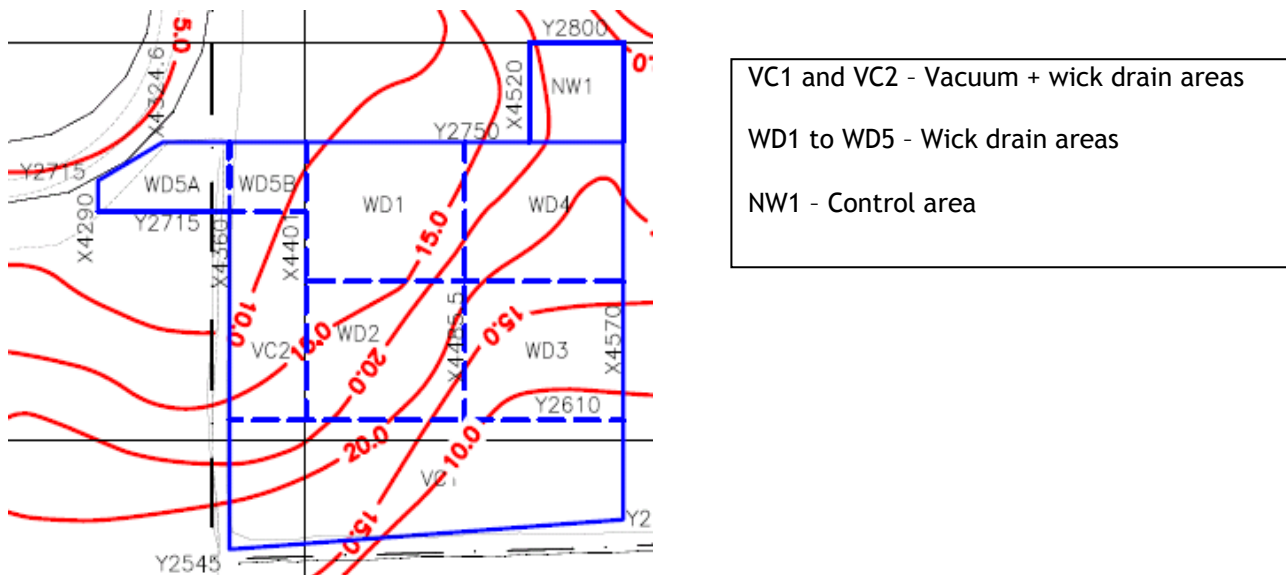 5.0
Y2800
X4324.6
X4520
NW1
0
Y2750
Y2715
WD5A
WD5B
WD1
WD4
X4290
Y2715
X4360
X4401
15.0
10.0
10.0
WD2
VC2
20.0
X4485.5
15.0
WD3
X4570
Y2610
20.0
10.0
VC1
15.0
Y2
Y2545
VC1 and VC2 – Vacuum + wick drain areas
WD1 to WD5 – Wick drain areas
NW1 – Control area